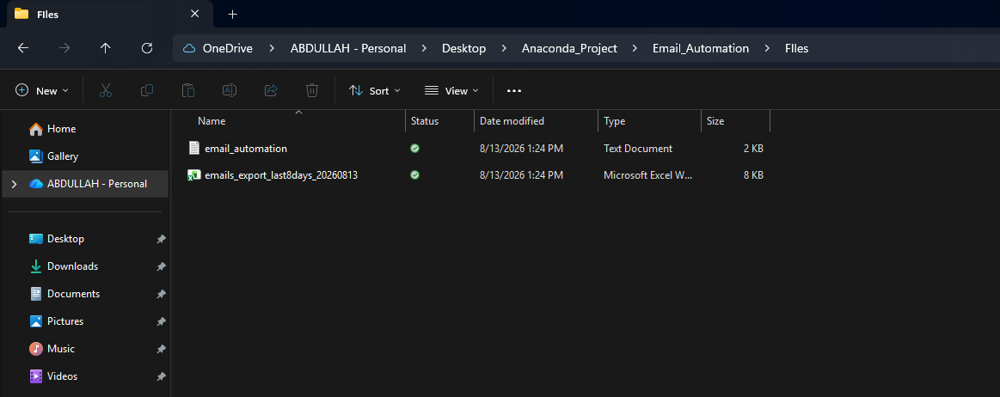 FIles
OneDrive > ABDULLAH - Personal > Desktop > Anaconda_Project > Email_Automation > FIles
New Sort View
Name Status Date modified Type Size
Home
Gallery
ABDULLAH - Personal
email_automation 8/13/2026 1:24 PM Text Document 2 KB
emails_export_last8days_20260813 8/13/2026 1:24 PM Microsoft Excel W... 8 KB
Desktop
Downloads
Documents
Pictures
Music
Videos